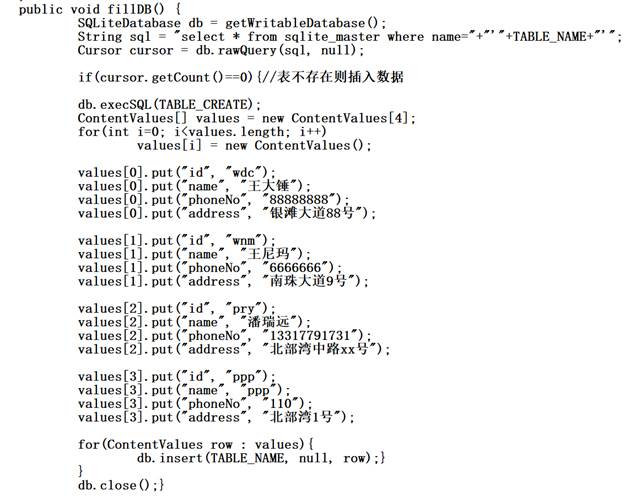 public void fillDB() {
SQLiteDatabase db = getWritableDatabase();
String sql = "select * from sqlite_master where name="+"'"+TABLE_NAME+"'";
Cursor cursor = db.rawQuery(sql, null);
if(cursor.getCount()==0){//表不存在则插入数据
db.execSQL(TABLE_CREATE);
ContentValues[] values = new ContentValues[4];
for(int i=0; i<values.length; i++)
values[i] = new ContentValues();
values[0].put("id", "wdc");
values[0].put("name", "王大锤");
values[0].put("phoneNo", "88888888");
values[0].put("address", "银滩大道88号");
values[1].put("id", "wnm");
values[1].put("name", "王尼玛");
values[1].put("phoneNo", "6666666");
values[1].put("address", "南珠大道9号");
values[2].put("id", "pry");
values[2].put("name", "潘瑞远");
values[2].put("phoneNo", "13317791731");
values[2].put("address", "北部湾中路xx号");
values[3].put("id", "ppp");
values[3].put("name", "ppp");
values[3].put("phoneNo", "110");
values[3].put("address", "北部湾1号");
for(ContentValues row : values){
db.insert(TABLE_NAME, null, row);}
}
db.close();}